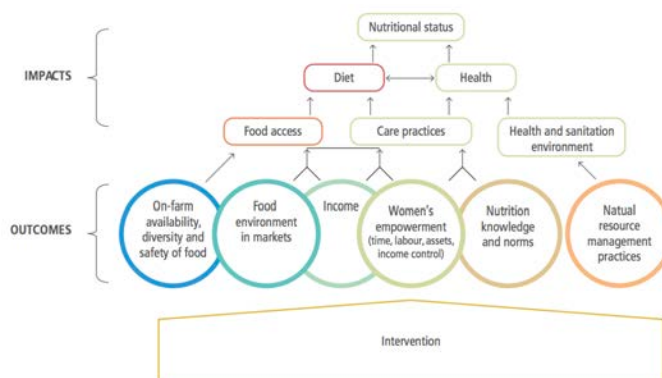 Nutritional status
IMPACTS
Diet
Health
Food access
Care practices
Health and sanitation
environment
OUTCOMES
On-farm
availability,
diversity and
safety of food
Food
environment
in markets
Income
Women's
empowerment
(time, labour, assets,
income control)
Nutrition
knowledge
and norms
Natual
resource
management
practices
Intervention